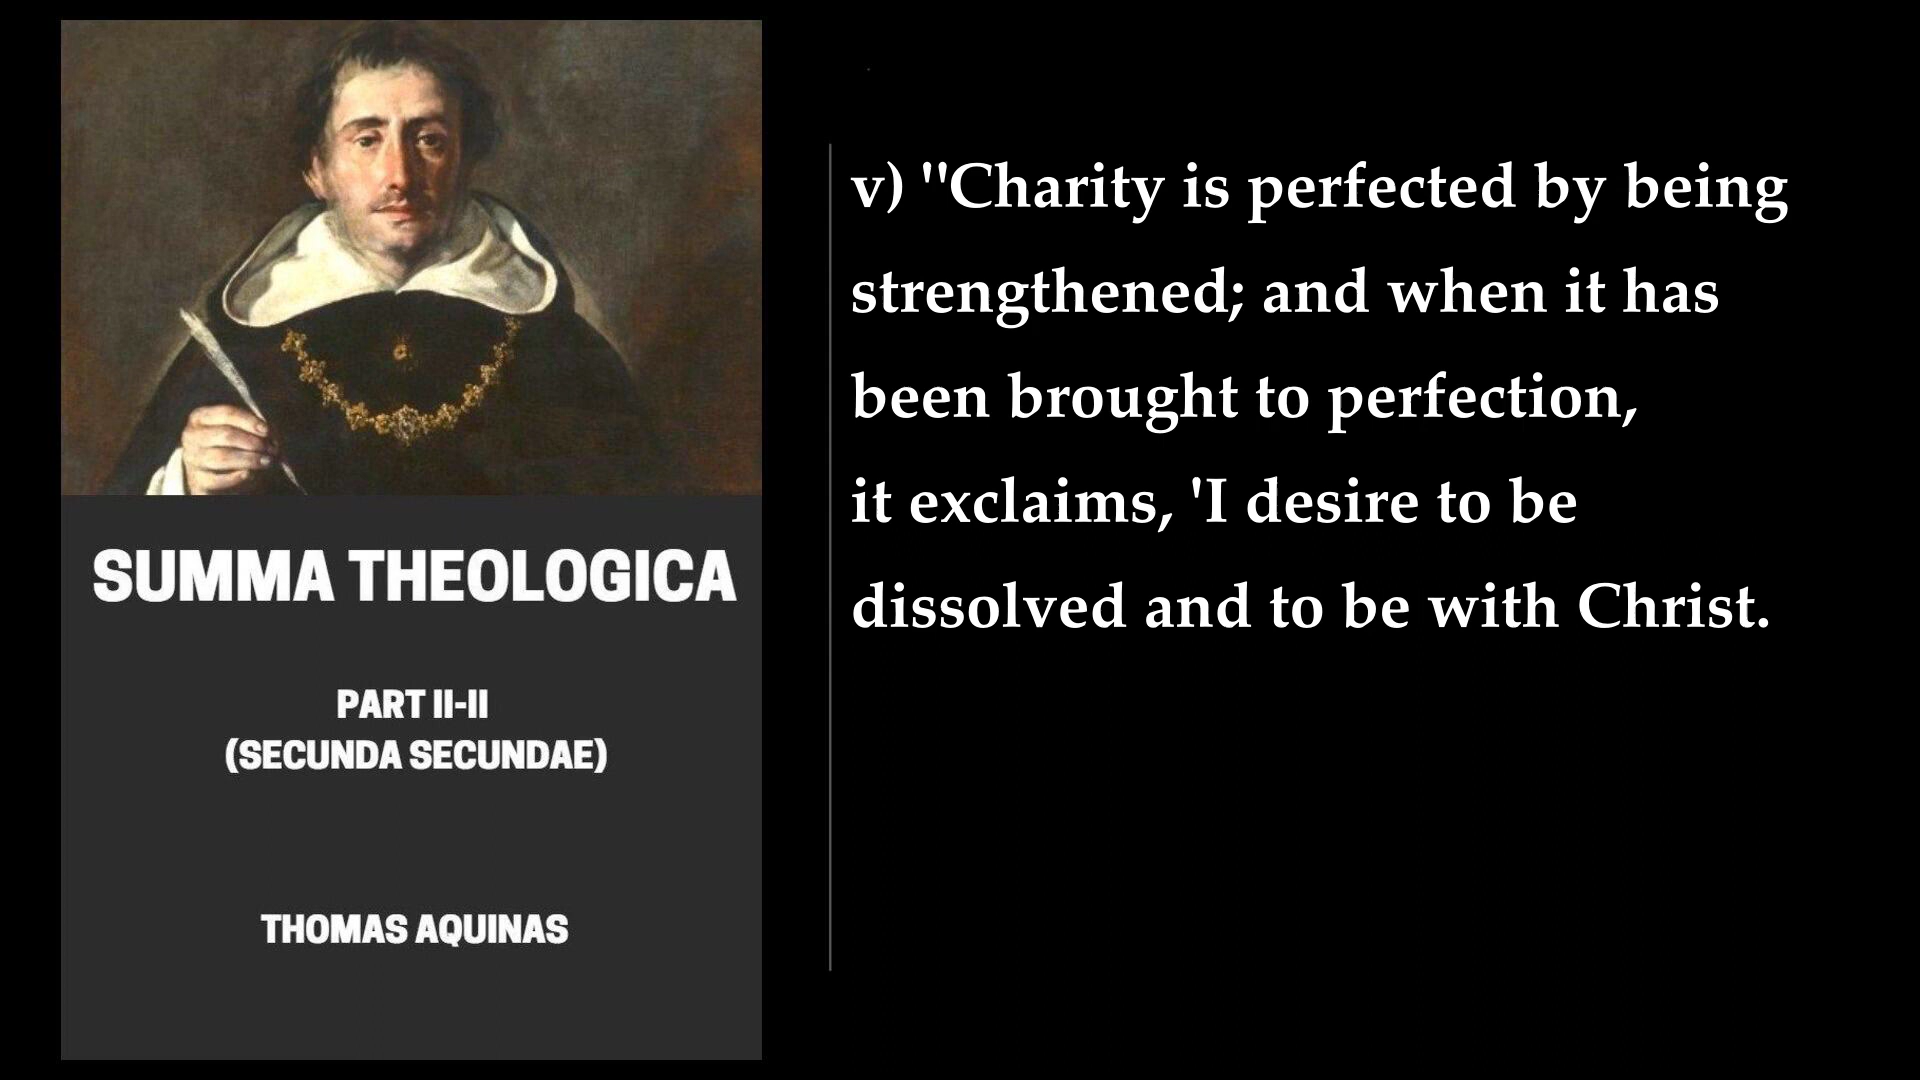 SUMMA THEOLOGICA
PART II-II
(SECUNDA SECUNDAE)
THOMAS AQUINAS
v) "Charity is perfected by being
strengthened; and when it has
been brought to perfection,
it exclaims, 'I desire to be
dissolved and to be with Christ.